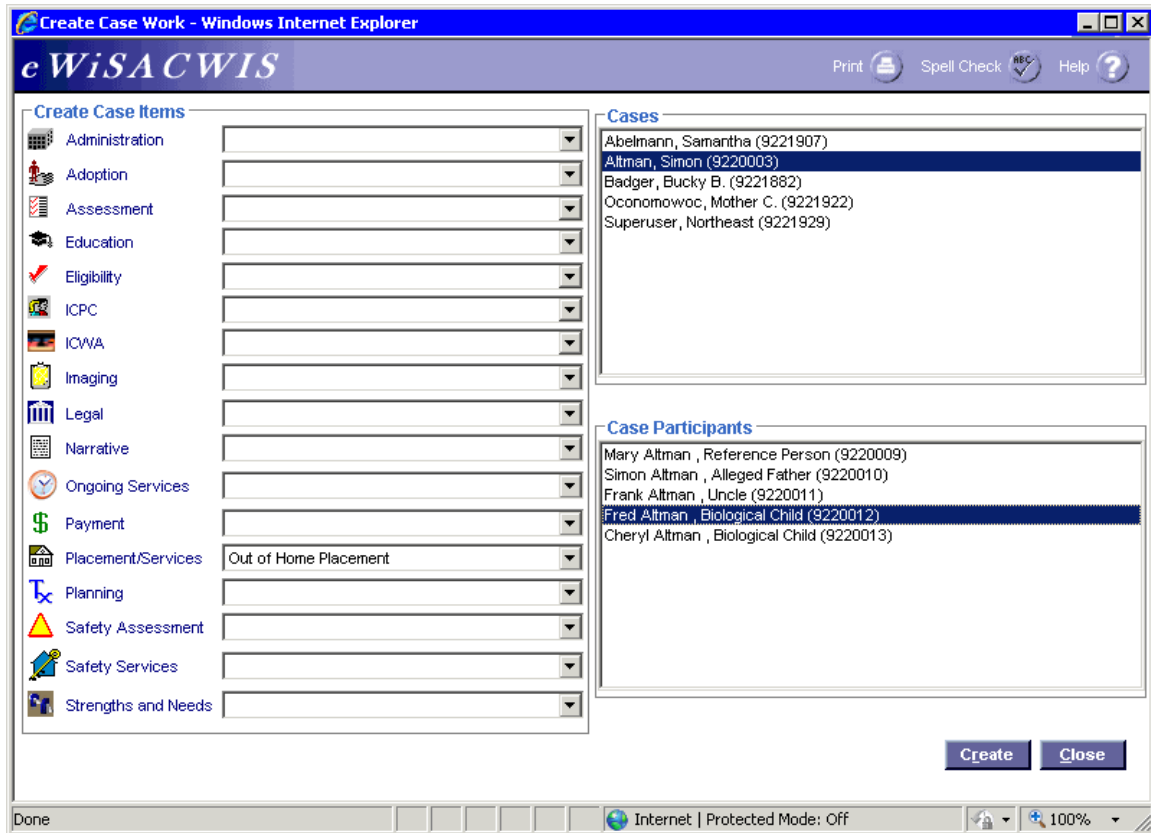 Create Case Work - Windows Internet Explorer
e WiSACWIS
Print Spell Check ABC Help ?
Create Case Items
Administration
Adoption
Assessment
Education
Eligibility
ICPC
ICWA
Imaging
Legal
Narrative
Ongoing Services
Payment
Placement/Services Out of Home Placement
Planning
Safety Assessment
Safety Services
Strengths and Needs
Cases
Abelmann, Samantha (9221907)
Altman, Simon (9220003)
Badger, Bucky B. (9221882)
Oconomowoc, Mother C. (9221922)
Superuser, Northeast (9221929)
Case Participants
Mary Altman , Reference Person (9220009)
Simon Altman , Alleged Father (9220010)
Frank Altman , Uncle (9220011)
Fred Altman , Biological Child (9220012)
Cheryl Altman , Biological Child (9220013)
Create Close
Done Internet | Protected Mode: Off 100%